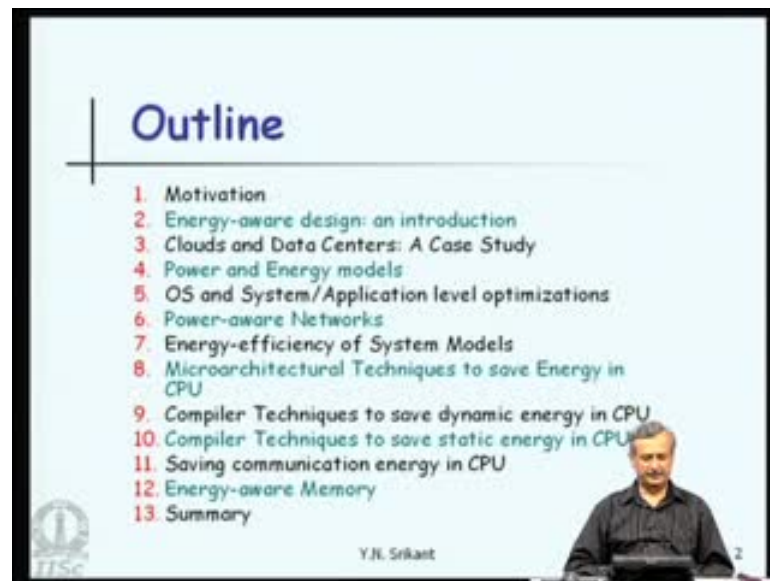 Outline
1. Motivation
2. Energy-aware design: an introduction
3. Clouds and Data Centers: A Case Study
4. Power and Energy models
5. OS and System/Application level optimizations
6. Power-aware Networks
7. Energy-efficiency of System Models
8. Microarchitectural Techniques to save Energy in
CPU
9. Compiler Techniques to save dynamic energy in CPU
10. Compiler Techniques to save static energy in CPU
11. Saving communication energy in CPU
12. Energy-aware Memory
13. Summary
IISc
Y.N. Srikant
2